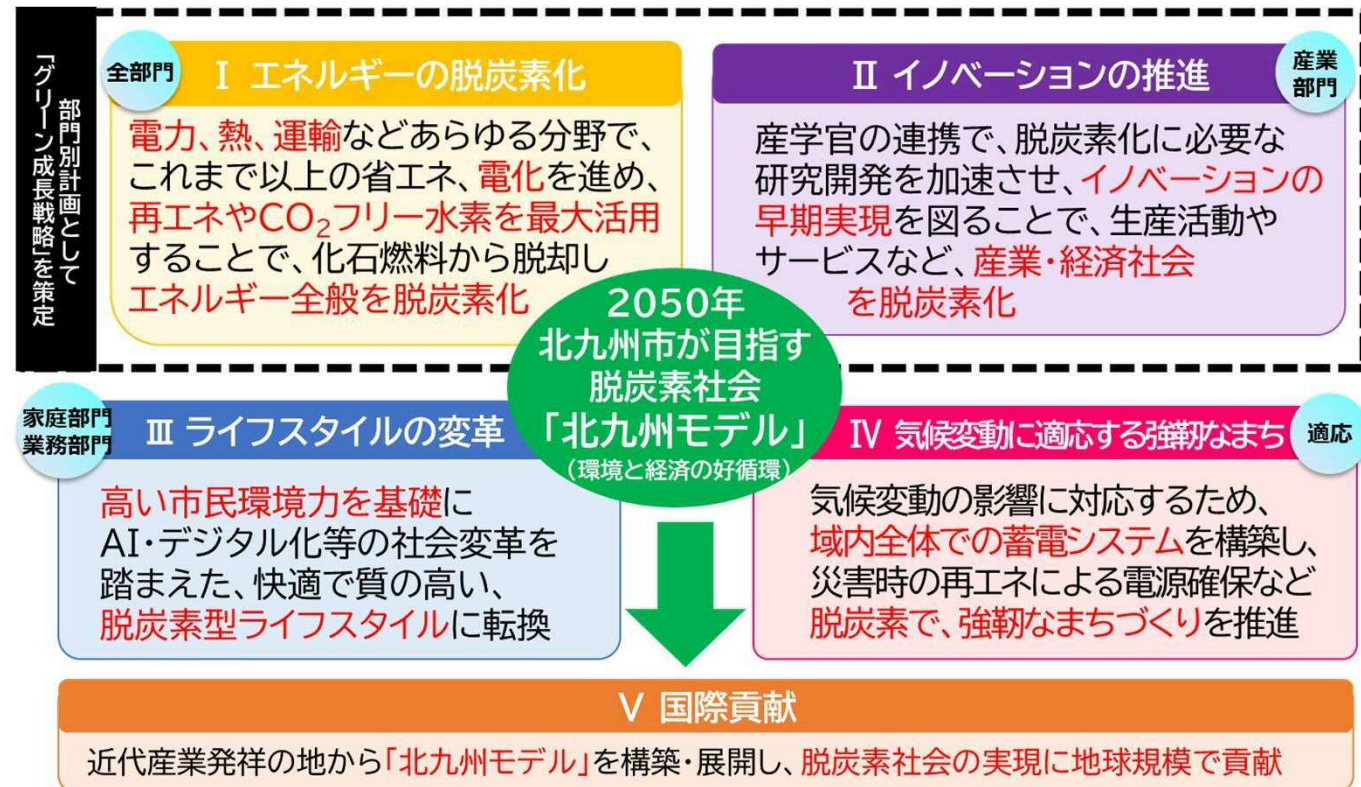 部門別計画として
「グリーン成長戦略」を策定
全部門
Ⅰ エネルギーの脱炭素化
電力、熱、運輸などあらゆる分野で、
これまで以上の省エネ、電化を進め、
再エネやCO₂フリー水素を最大活用
することで、化石燃料から脱却し
エネルギー全般を脱炭素化
Ⅱ イノベーションの推進
産業
部門
産学官の連携で、脱炭素化に必要な
研究開発を加速させ、イノベーションの
早期実現を図ることで、生産活動や
サービスなど、産業・経済社会
を脱炭素化
2050年
北九州市が目指す
脱炭素社会
「北九州モデル」
(環境と経済の好循環)
家庭部門
業務部門
Ⅲ ライフスタイルの変革
高い市民環境力を基礎に
AI・デジタル化等の社会変革を
踏まえた、快適で質の高い、
脱炭素型ライフスタイルに転換
Ⅳ 気候変動に適応する強靭なまち
適応
気候変動の影響に対応するため、
域内全体での蓄電システムを構築し、
災害時の再エネによる電源確保など
脱炭素で、強靭なまちづくりを推進
Ⅴ 国際貢献
近代産業発祥の地から「北九州モデル」を構築・展開し、脱炭素社会の実現に地球規模で貢献